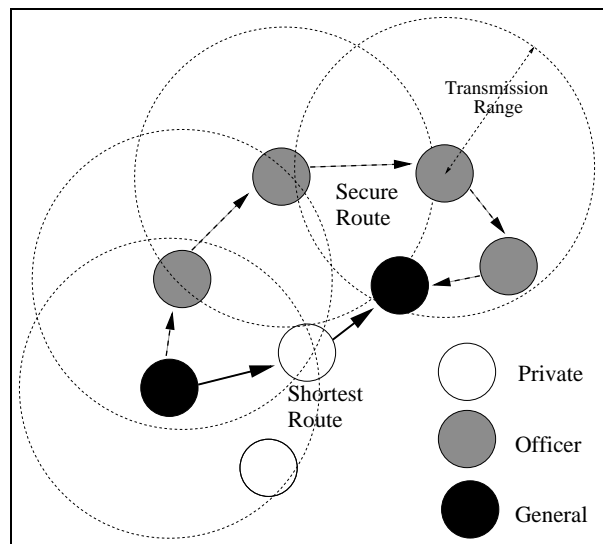 Transmission
Range
Secure
Route
Shortest
Route
Private
Officer
General